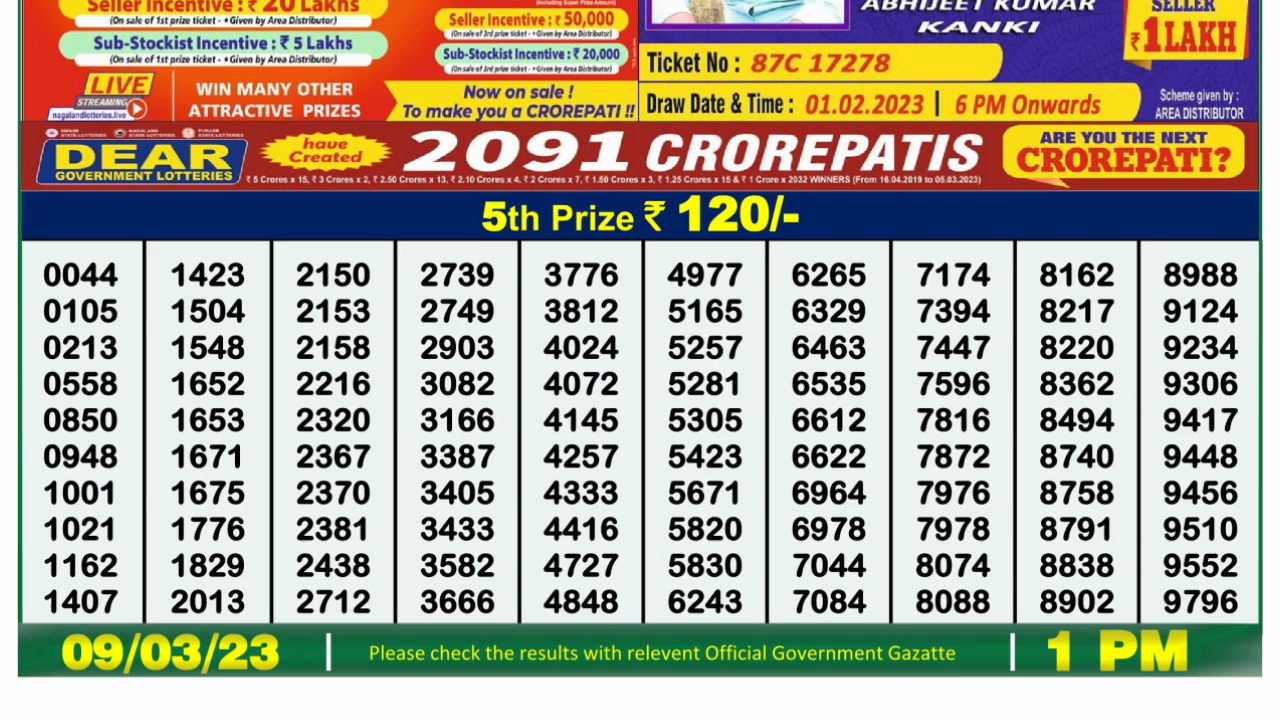 Seller Incentive : ₹ 20 Lakhs
(On sale of 1st prize ticket - *Given by Area Distributor)
Sub-Stockist Incentive : ₹ 5 Lakhs
(On sale of 1st prize ticket - *Given by Area Distributor)
LIVE
STREAMING
nagalandlotteries.live
WIN MANY OTHER
ATTRACTIVE PRIZES
(Including Super Prize Amount)
Seller Incentive : ₹ 50,000
(On sale of 3rd prize ticket - *Given by Area Distributor)
Sub-Stockist Incentive : ₹ 20,000
(On sale of 3rd prize ticket - *Given by Area Distributor)
Now on sale !
To make you a CROREPATI !!
ABHIJEET KUMAR
KANKI
SELLER
₹ 1 LAKH
Ticket No : 87C 17278
Draw Date & Time : 01.02.2023 | 6 PM Onwards
Scheme given by :
AREA DISTRIBUTOR
SIKKIM STATE LOTTERIES NAGALAND STATE LOTTERIES PUNJAB STATE LOTTERIES
DEAR
GOVERNMENT LOTTERIES
have Created
2091 CROREPATIS
₹ 5 Crores x 15, ₹ 3 Crores x 2, ₹ 2.50 Crores x 13, ₹ 2.10 Crores x 4, ₹ 2 Crores x 7, ₹ 1.50 Crores x 3, ₹ 1.25 Crores x 15 & ₹ 1 Crore x 2032 WINNERS (From 16.04.2019 to 05.03.2023)
ARE YOU THE NEXT
CROREPATI?
5th Prize ₹ 120/-
0044 1423 2150 2739 3776 4977 6265 7174 8162 8988
0105 1504 2153 2749 3812 5165 6329 7394 8217 9124
0213 1548 2158 2903 4024 5257 6463 7447 8220 9234
0558 1652 2216 3082 4072 5281 6535 7596 8362 9306
0850 1653 2320 3166 4145 5305 6612 7816 8494 9417
0948 1671 2367 3387 4257 5423 6622 7872 8740 9448
1001 1675 2370 3405 4333 5671 6964 7976 8758 9456
1021 1776 2381 3433 4416 5820 6978 7978 8791 9510
1162 1829 2438 3582 4727 5830 7044 8074 8838 9552
1407 2013 2712 3666 4848 6243 7084 8088 8902 9796
09/03/23 | Please check the results with relevent Official Government Gazatte | 1 PM